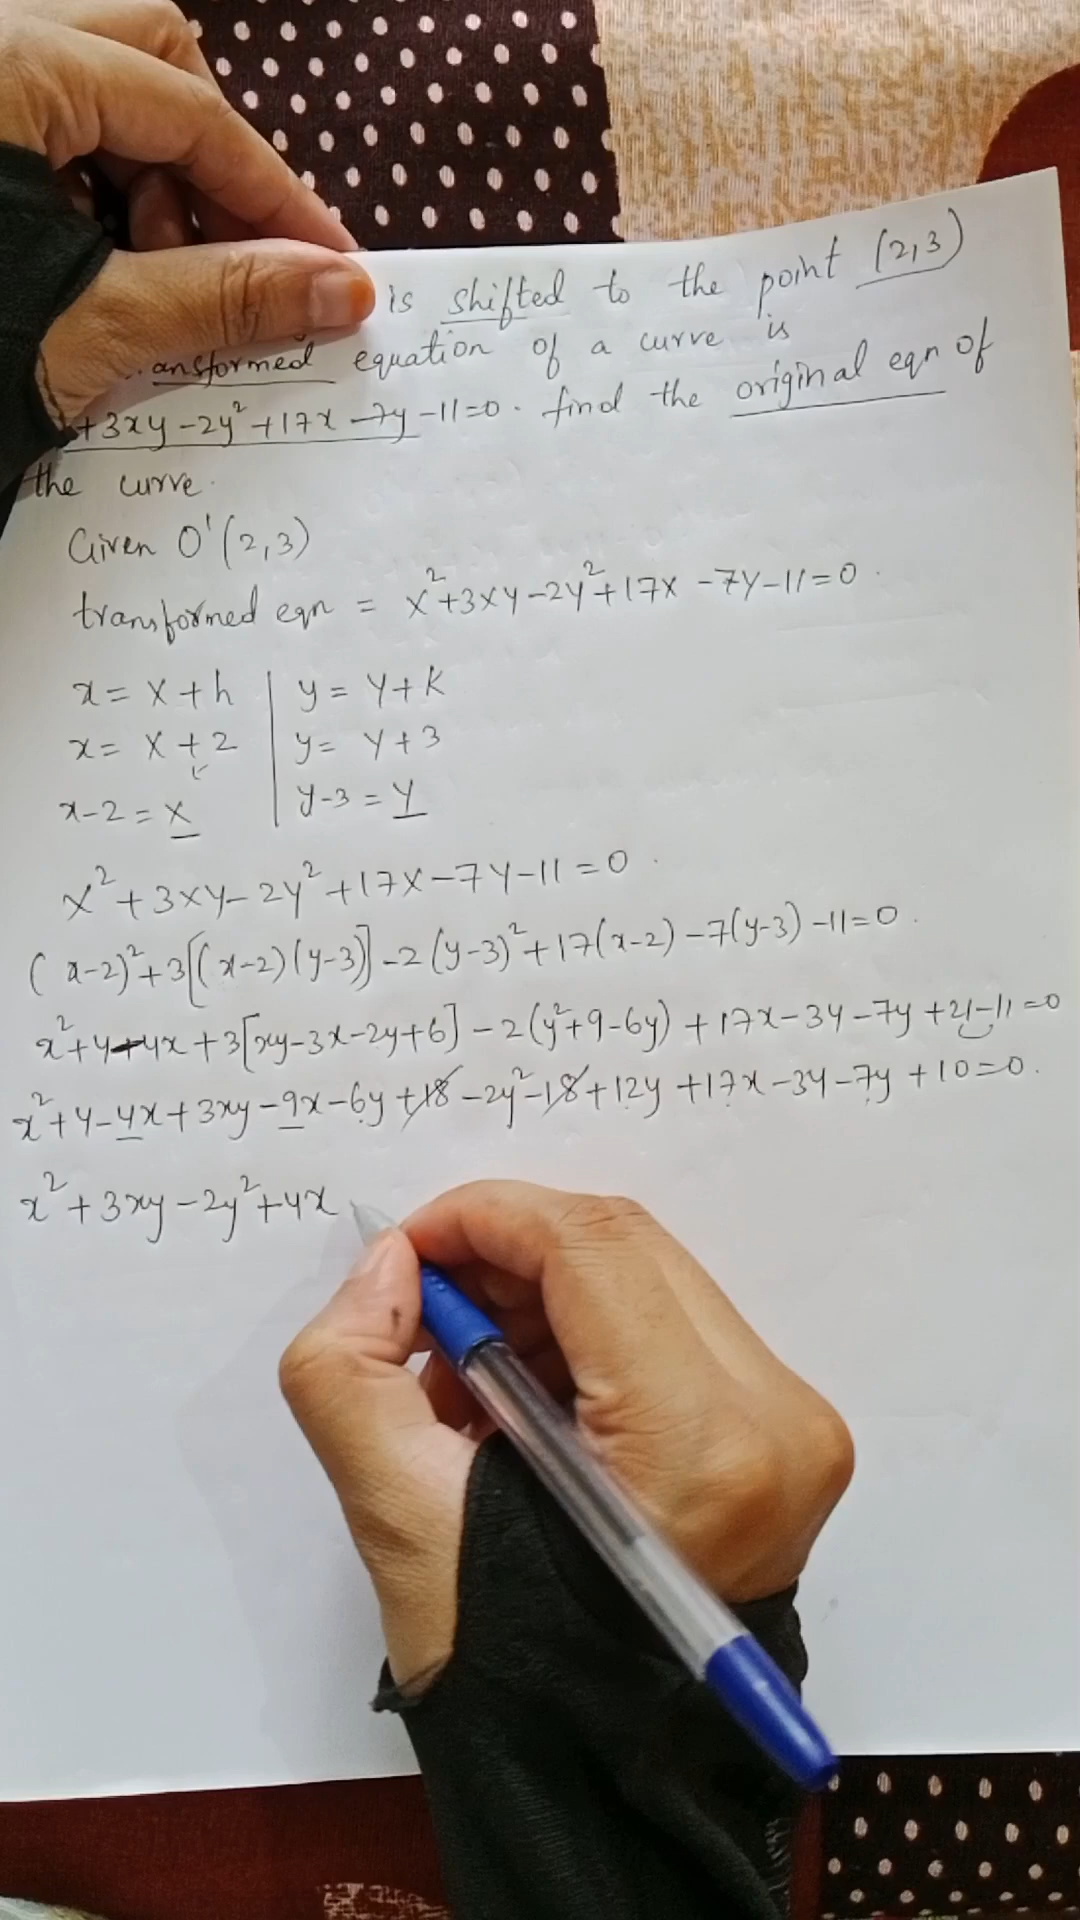 is shifted to the point (2,3)
ansformed equation of a curve is
+3xy-2y²+17x-7y-11=0. find the original eqn of
the curve.
Given O'(2,3)
transformed eqn = X²+3XY-2Y²+17X-7Y-11=0.
x = X+h | y = Y+k
x = X+2 | y = Y+3
x-2 = X | y-3 = Y
X²+3XY-2Y²+17X-7Y-11=0.
(x-2)²+3[(x-2)(y-3)]-2(y-3)²+17(x-2)-7(y-3)-11=0.
x²+4-4x+3[xy-3x-2y+6]-2(y²+9-6y)+17x-34-7y+21-11=0
x²+4-4x+3xy-9x-6y+18-2y²-18+12y+17x-34-7y+10=0.
x²+3xy-2y²+4x